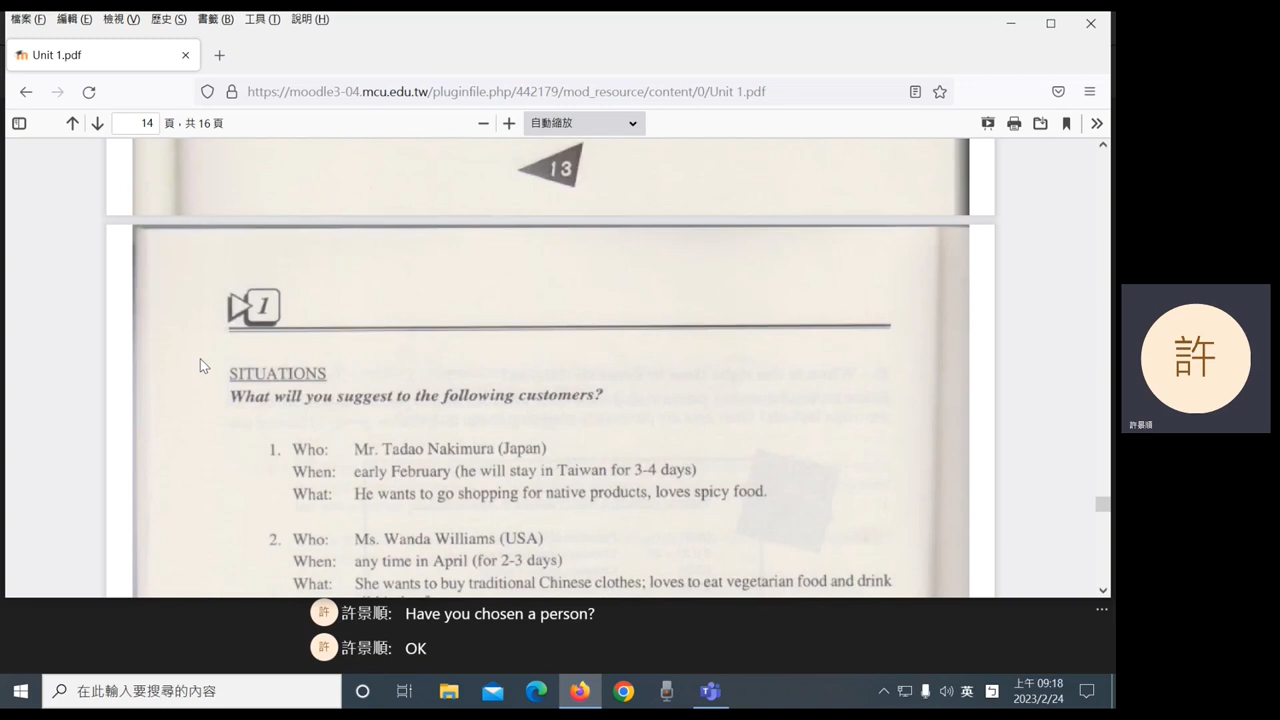 檔案 (F) 編輯 (E) 檢視 (V) 歷史 (S) 書籤 (B) 工具 (T) 說明 (H)
Unit 1.pdf
https://moodle3-04.mcu.edu.tw/pluginfile.php/442179/mod_resource/content/0/Unit 1.pdf
14 頁，共 16 頁
自動縮放
13
1
SITUATIONS
What will you suggest to the following customers?
1. Who: Mr. Tadao Nakimura (Japan)
When: early February (he will stay in Taiwan for 3-4 days)
What: He wants to go shopping for native products, loves spicy food.
2. Who: Ms. Wanda Williams (USA)
When: any time in April (for 2-3 days)
What: She wants to buy traditional Chinese clothes; loves to eat vegetarian food and drink
許
許景順
許 許景順: Have you chosen a person?
許 許景順: OK
在此輸入要搜尋的內容
英
上午 09:18
2023/2/24